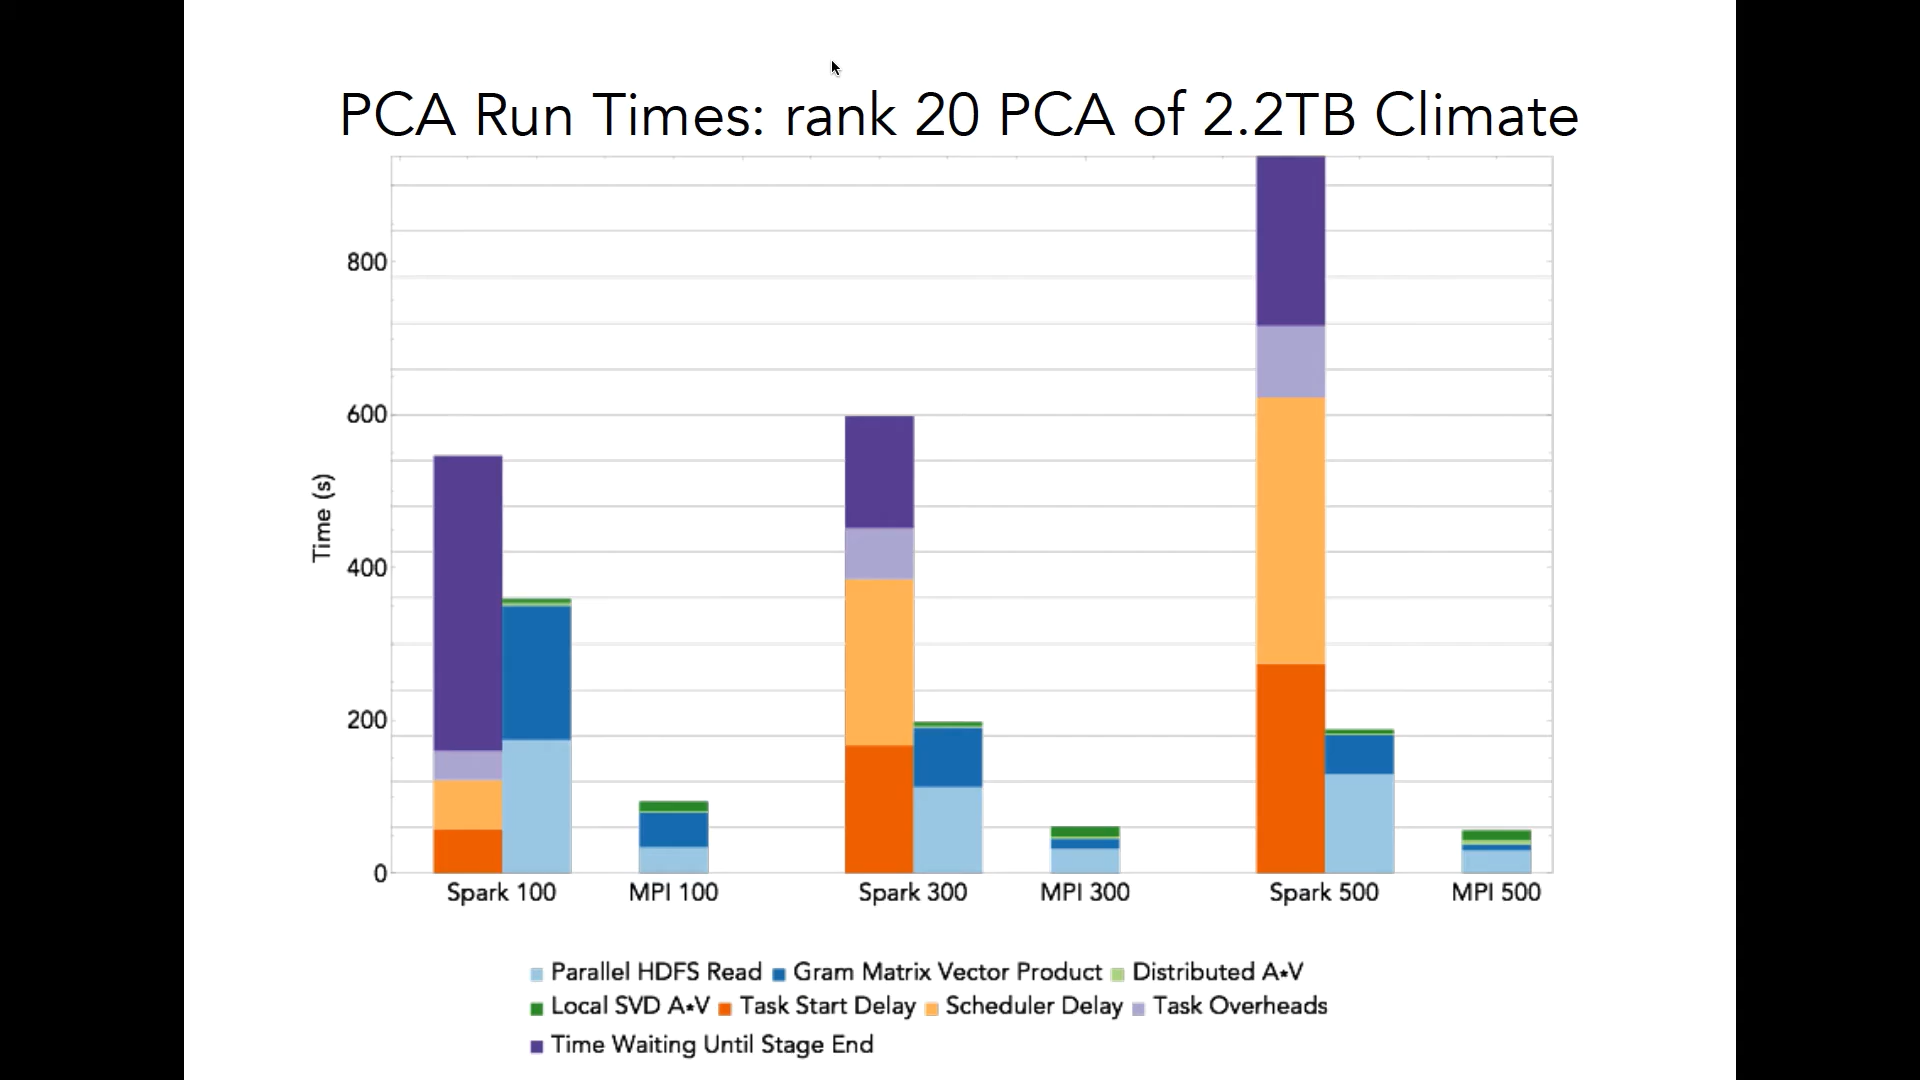 PCA Run Times: rank 20 PCA of 2.2TB Climate
800
600
400
200
0
Time (s)
Spark 100 MPI 100 Spark 300 MPI 300 Spark 500 MPI 500
Parallel HDFS Read Gram Matrix Vector Product Distributed A⋆V
Local SVD A⋆V Task Start Delay Scheduler Delay Task Overheads
Time Waiting Until Stage End